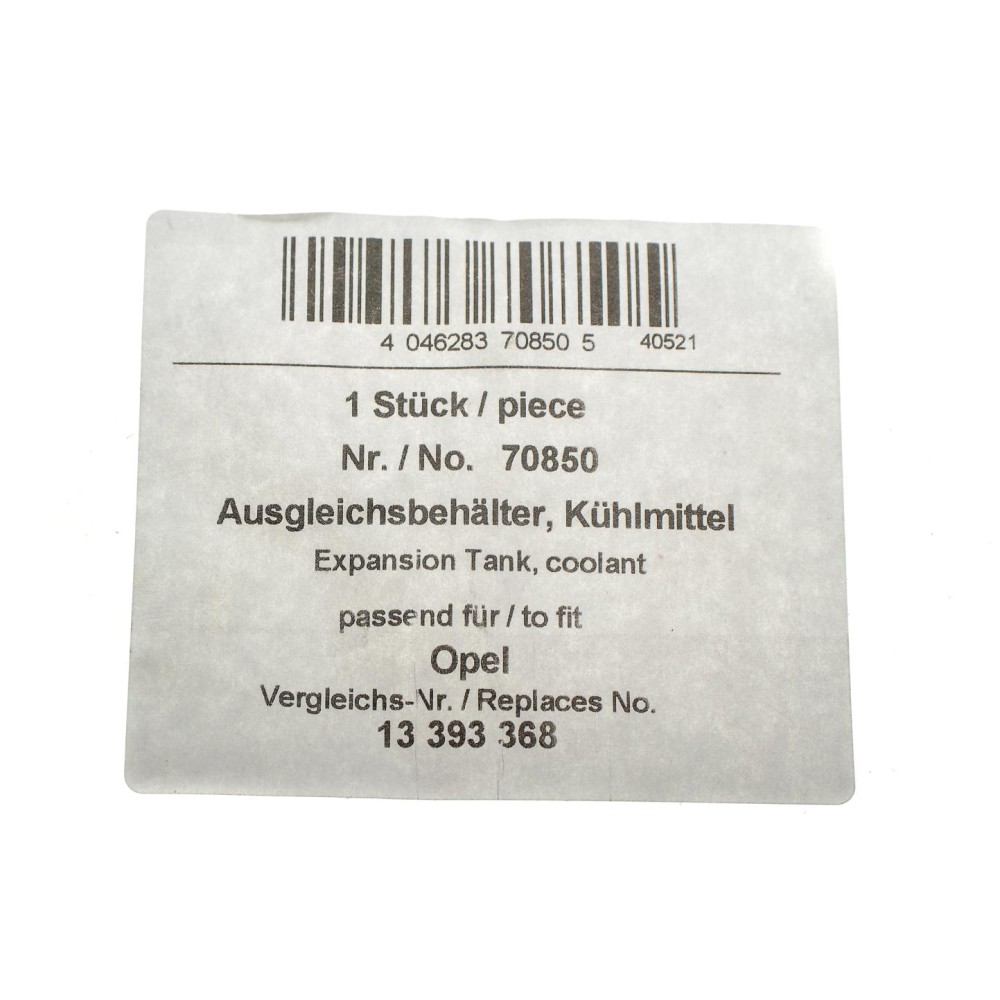 4 046283 70850 5 40521
1 Stück / piece
Nr. / No. 70850
Ausgleichsbehälter, Kühlmittel
Expansion Tank, coolant
passend für / to fit
Opel
Vergleichs-Nr. / Replaces No.
13 393 368